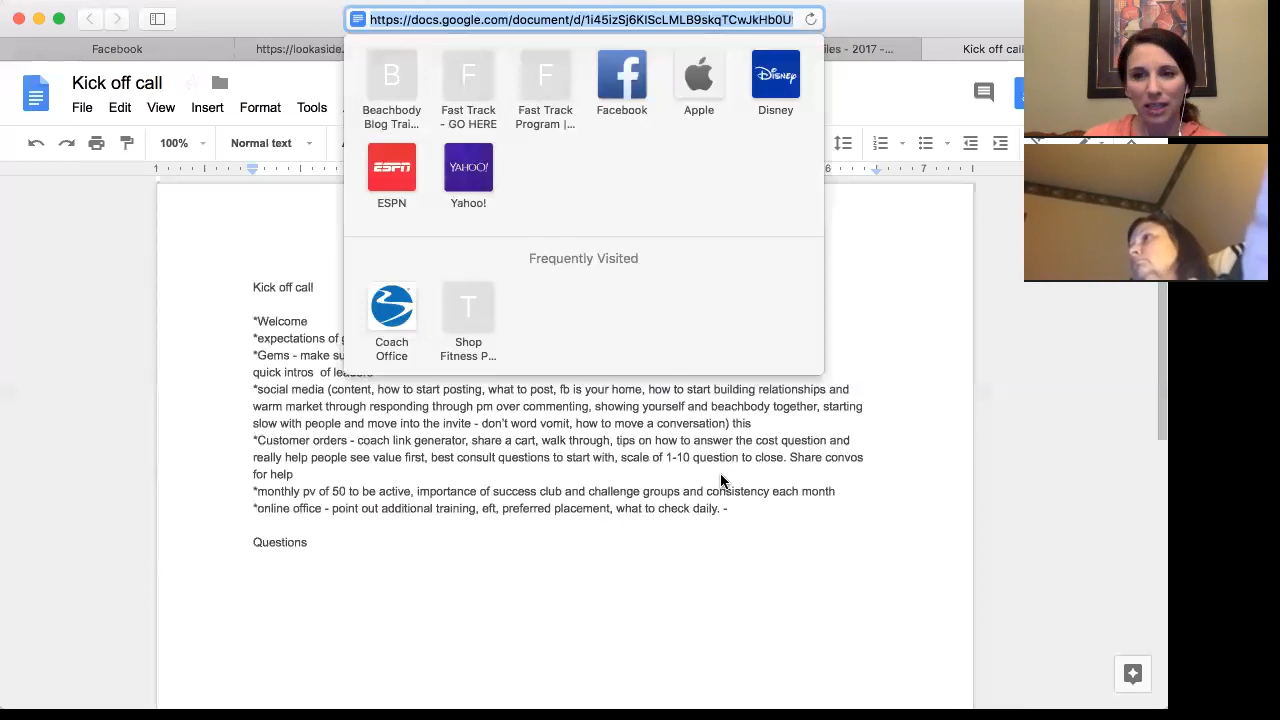 https://docs.google.com/document/d/1i45izSj6KlScLMLB9skqTCwJkHb0U
Facebook
https://lookaside.
iles - 2017 -...
Kick off call
Kick off call
File Edit View Insert Format Tools
100% Normal text
B
F
F
Beachbody Blog Trai...
Fast Track - GO HERE
Fast Track Program |...
Facebook
Apple
Disney
Disney
ESPN
YAHOO!
ESPN
Yahoo!
Frequently Visited
T
Coach Office
Shop Fitness P...
1
6 7
Kick off call
*Welcome
*expectations of
*Gems - make su
quick intros of leaders
*social media (content, how to start posting, what to post, fb is your home, how to start building relationships and
warm market through responding through pm over commenting, showing yourself and beachbody together, starting
slow with people and move into the invite - don't word vomit, how to move a conversation) this
*Customer orders - coach link generator, share a cart, walk through, tips on how to answer the cost question and
really help people see value first, best consult questions to start with, scale of 1-10 question to close. Share convos
for help
*monthly pv of 50 to be active, importance of success club and challenge groups and consistency each month
*online office - point out additional training, eft, preferred placement, what to check daily. -
Questions